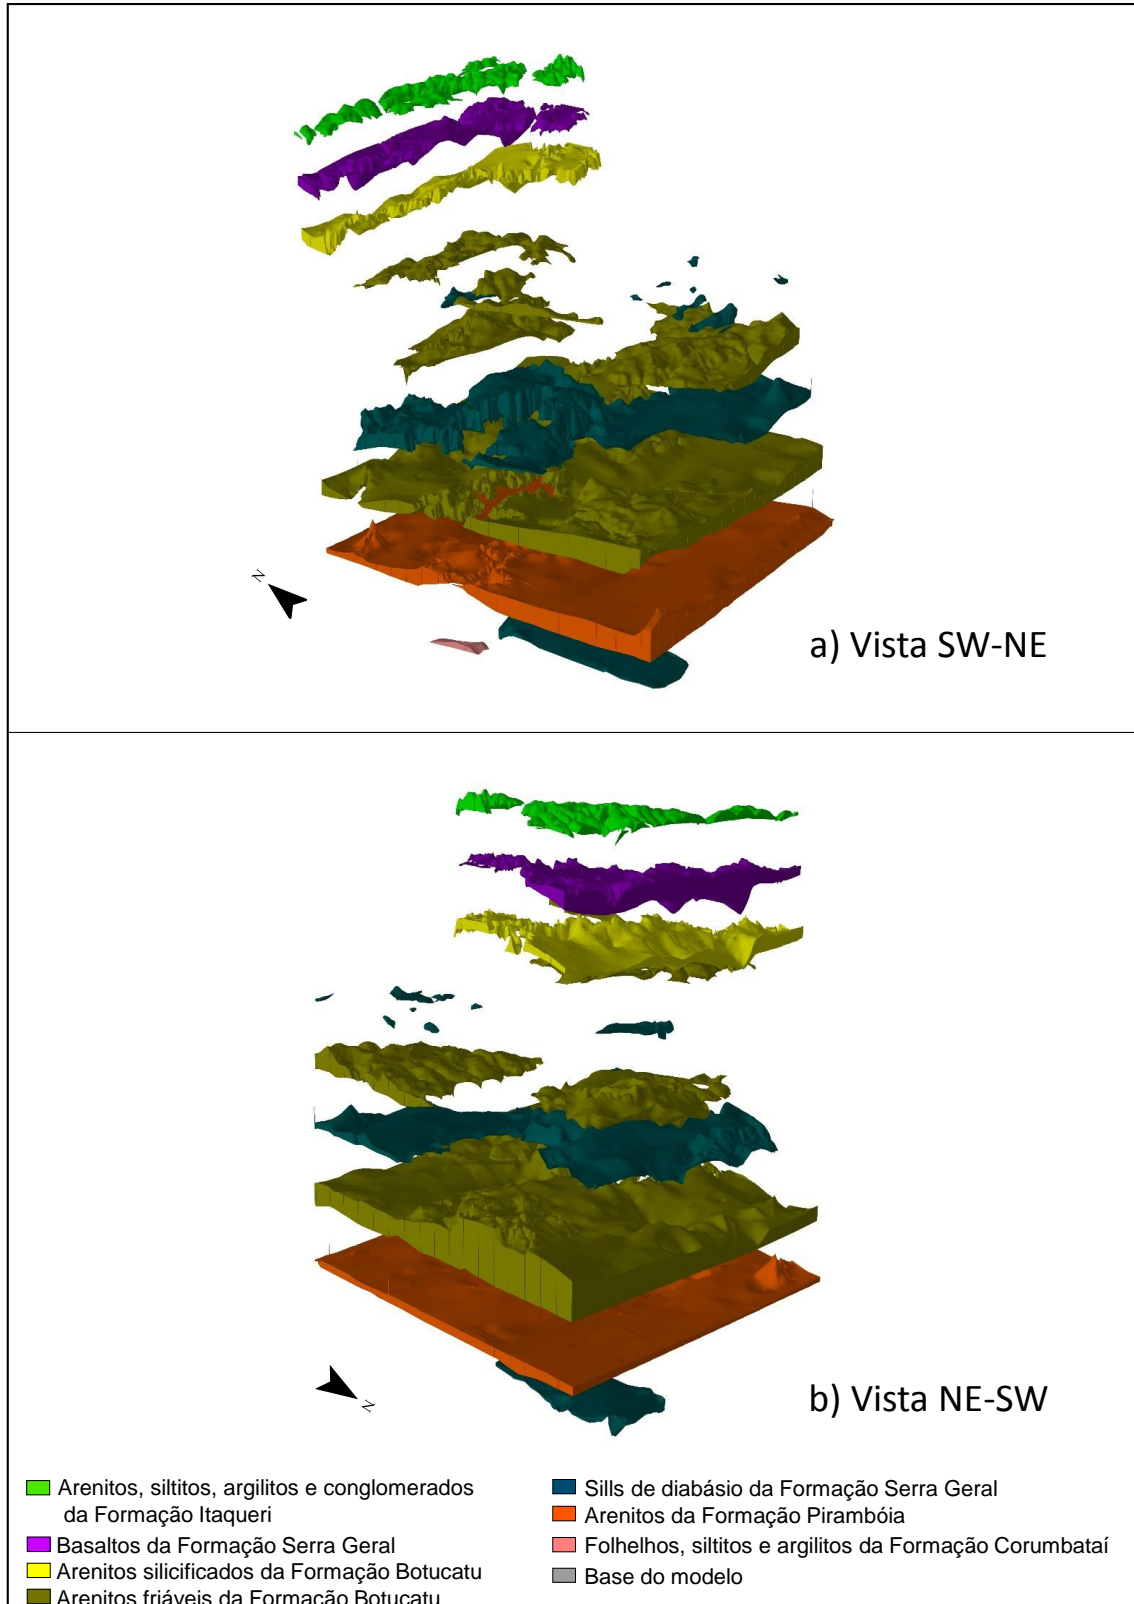 N
a) Vista SW-NE
N
b) Vista NE-SW
Arenitos, siltitos, argilitos e conglomerados
da Formação Itaqueri
Basaltos da Formação Serra Geral
Arenitos silicificados da Formação Botucatu
Arenitos friáveis da Formação Botucatu
Sills de diabásio da Formação Serra Geral
Arenitos da Formação Pirambóia
Folhelhos, siltitos e argilitos da Formação Corumbataí
Base do modelo